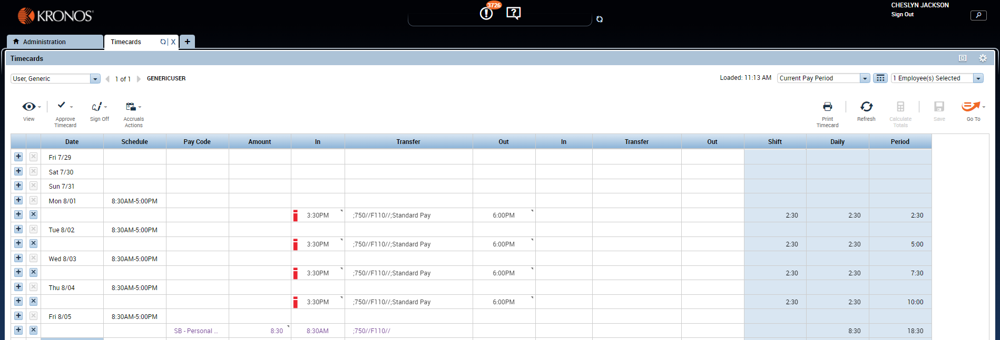 KRONOS
3726
CHESLYN JACKSON
Sign Out
Administration
Timecards
X
+
Timecards
User, Generic
1 of 1
GENERICUSER
Loaded: 11:13 AM
Current Pay Period
1 Employee(s) Selected
View
Approve Timecard
Sign Off
Accruals Actions
Print Timecard
Refresh
Calculate Totals
Save
Go To
Date Schedule Pay Code Amount In Transfer Out In Transfer Out Shift Daily Period
Fri 7/29
Sat 7/30
Sun 7/31
Mon 8/01 8:30AM-5:00PM
3:30PM ;750//F110//;Standard Pay 6:00PM 2:30 2:30 2:30
Tue 8/02 8:30AM-5:00PM
3:30PM ;750//F110//;Standard Pay 6:00PM 2:30 2:30 5:00
Wed 8/03 8:30AM-5:00PM
3:30PM ;750//F110//;Standard Pay 6:00PM 2:30 2:30 7:30
Thu 8/04 8:30AM-5:00PM
3:30PM ;750//F110//;Standard Pay 6:00PM 2:30 2:30 10:00
Fri 8/05 8:30AM-5:00PM
SB - Personal ... 8:30 8:30AM ;750//F110// 8:30 18:30